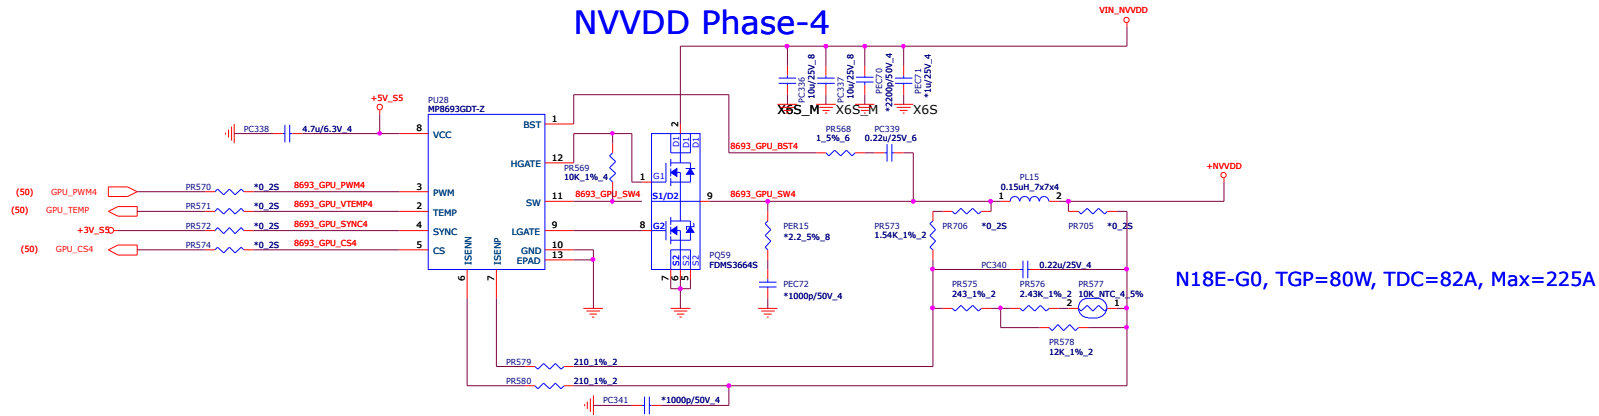 NVVDD Phase-4
VIN_NVVDD
PC336
10u/25V_8
PC337
10u/25V_8
PEC70
*2200p/50V_4
PEC71
*1u/25V_4
X6S_M
X6S_M
X6S
+5V_S5
PU28
MP8693GDT-Z
PC338
4.7u/6.3V_4
8
VCC
BST
1
HGATE
12
PR569
10K_1%_4
2
D1
D1
D1
1
G1
8693_GPU_BST4
PR568
1_5%_6
PC339
0.22u/25V_6
+NVVDD
(50)
GPU_PWM4
PR570
*0_2S
8693_GPU_PWM4
3
PWM
SW
11
8693_GPU_SW4
S1/D2
9
8693_GPU_SW4
PL15
0.15uH_7x7x4
1
2
(50)
GPU_TEMP
PR571
*0_2S
8693_GPU_VTEMP4
2
TEMP
+3V_S5
PR572
*0_2S
8693_GPU_SYNC4
4
SYNC
LGATE
9
8
G2
PER15
*2.2_5%_8
PR573
1.54K_1%_2
PR706
*0_2S
PR705
*0_2S
(50)
GPU_CS4
PR574
*0_2S
8693_GPU_CS4
5
CS
GND
10
EPAD
13
ISENN
ISENP
6
7
S2
S2
S2
7
6
5
PQ59
FDMS3664S
PEC72
*1000p/50V_4
PC340
0.22u/25V_4
PR575
243_1%_2
PR576
2.43K_1%_2
PR577
10K_NTC_4_5%
2
1
PR578
12K_1%_2
N18E-G0, TGP=80W, TDC=82A, Max=225A
PR579
210_1%_2
PR580
210_1%_2
PC341
*1000p/50V_4